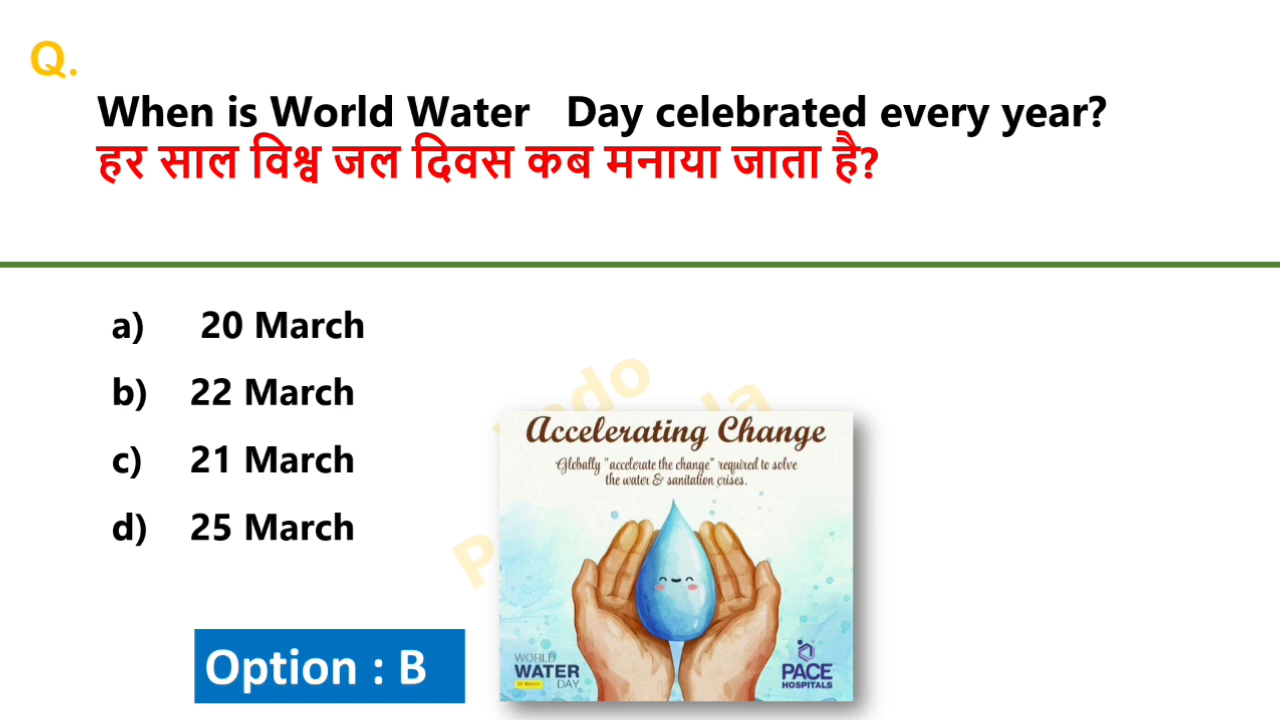 Q.
When is World Water Day celebrated every year?
हर साल विश्व जल दिवस कब मनाया जाता है?
a) 20 March
b) 22 March
c) 21 March
d) 25 March
Accelerating Change
Globally "accelerate the change" required to solve
the water & sanitation crises.
WORLD
WATER
22 March
DAY
PACE
HOSPITALS
Option : B